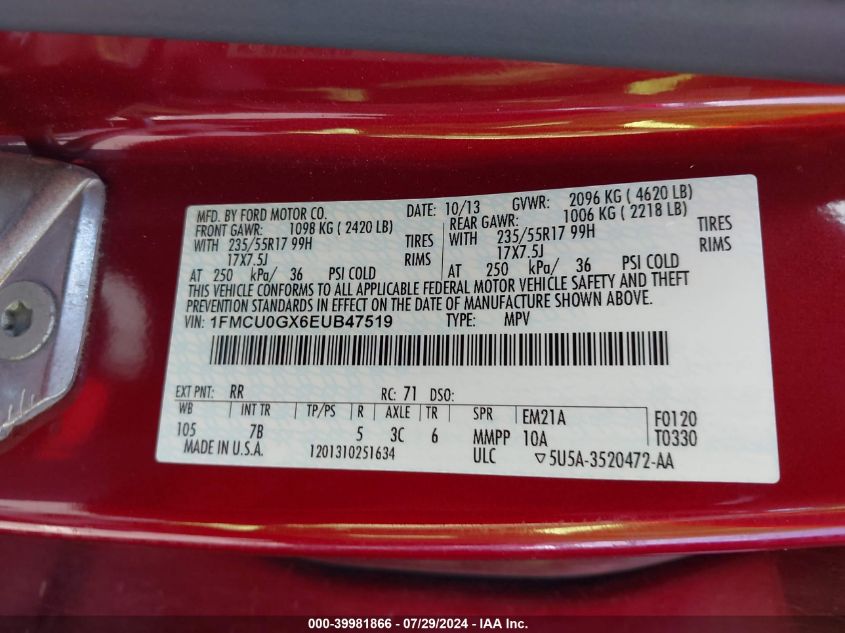 MFD. BY FORD MOTOR CO. DATE: 10/13 GVWR: 2096 KG ( 4620 LB)
FRONT GAWR: 1098 KG ( 2420 LB) REAR GAWR: 1006 KG ( 2218 LB)
WITH 235/55R17 99H TIRES WITH 235/55R17 99H TIRES
17X7.5J RIMS 17X7.5J RIMS
AT 250 kPa/ 36 PSI COLD AT 250 kPa/ 36 PSI COLD
THIS VEHICLE CONFORMS TO ALL APPLICABLE FEDERAL MOTOR VEHICLE SAFETY AND THEFT
PREVENTION STANDARDS IN EFFECT ON THE DATE OF MANUFACTURE SHOWN ABOVE.
VIN: 1FMCU0GX6EUB47519 TYPE: MPV
EXT PNT: RR RC: 71 DSO:
WB INT TR TP/PS R AXLE TR SPR EM21A F0120
105 7B 5 3C 6 MMPP 10A T0330
MADE IN U.S.A. 1201310251634 ULC ▽5U5A-3520472-AA
000-39981866 - 07/29/2024 - IAA Inc.